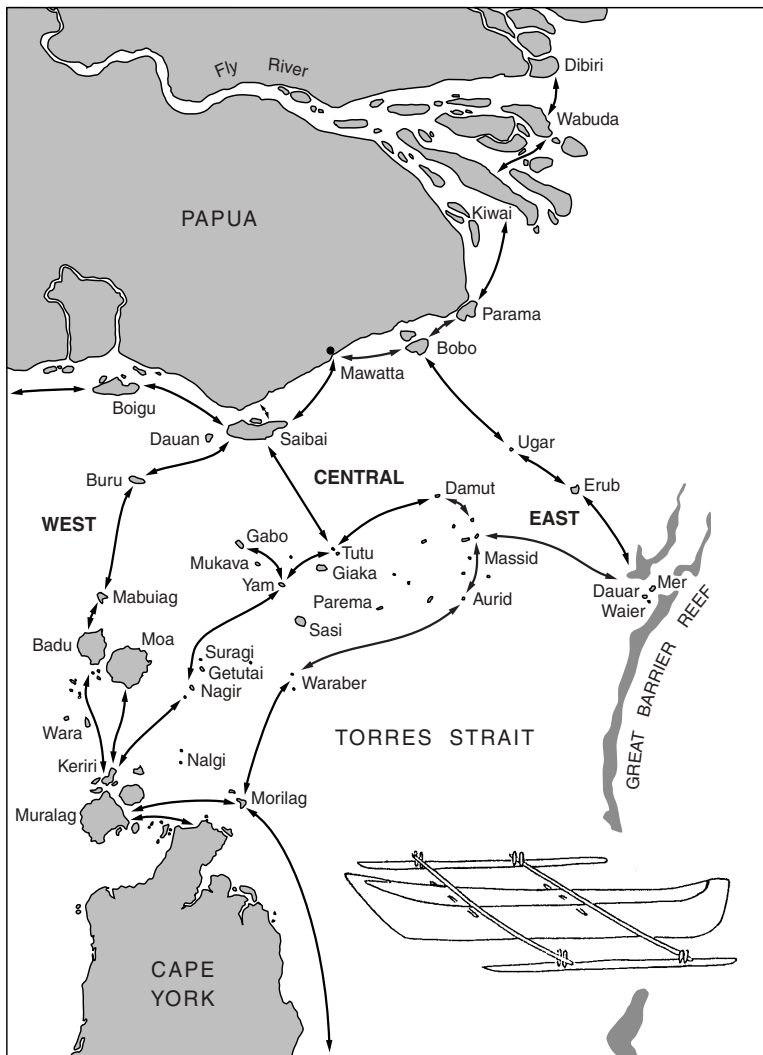 Dibiri
Fly River
Wabuda
PAPUA
Kiwai
Parama
Bobo
Mawatta
Boigu
Dauan
Saibai
Ugar
CENTRAL
Buru
Damut
Erub
WEST
EAST
Gabo
Tutu
Massid
Mukava
Giaka
Yam
Mer
Dauar
Waier
Mabuiag
Parema
Aurid
Sasi
Badu
Moa
Suragi
Getutai
Nagir
Waraber
GREAT BARRIER REEF
Wara
TORRES STRAIT
Nalgi
Keriri
Morilag
Muralag
CAPE
YORK